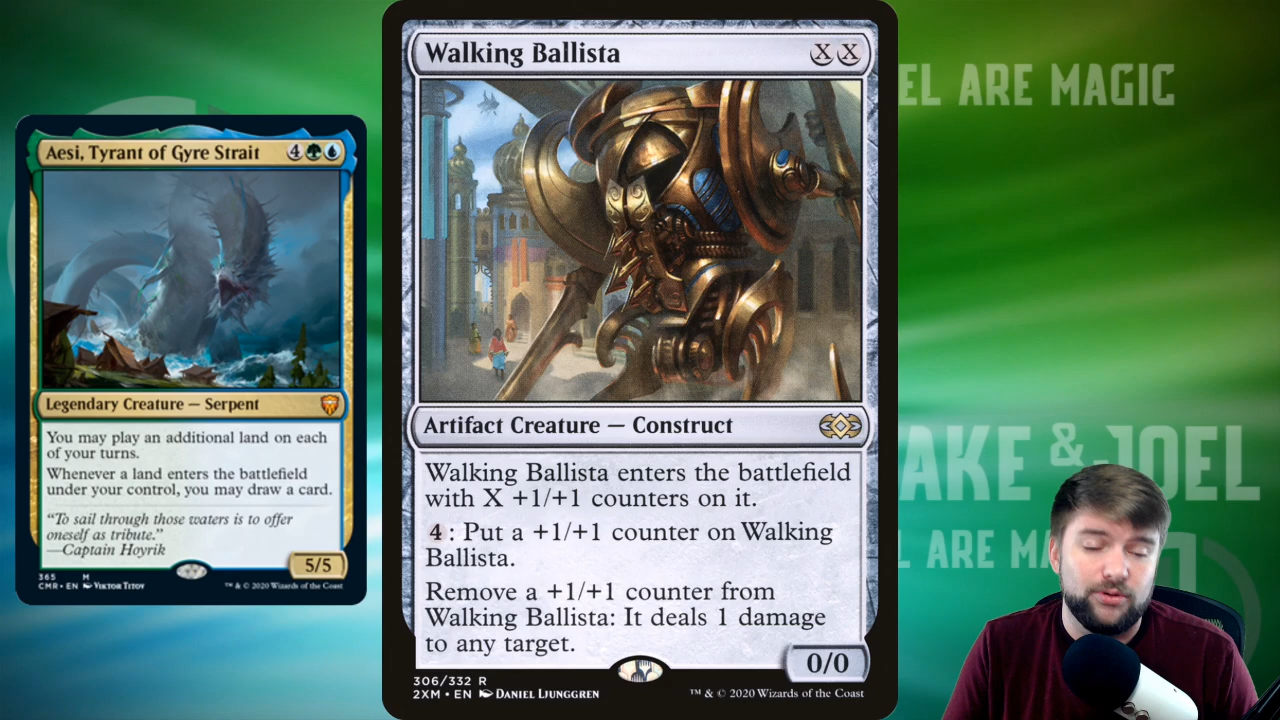 Aesi, Tyrant of Gyre Strait 4
Legendary Creature — Serpent
You may play an additional land on each
of your turns.
Whenever a land enters the battlefield
under your control, you may draw a card.
“To sail through those waters is to offer
oneself as tribute.”
—Captain Hoyrik
5/5
365 M
CMR • EN Viktor Titov
™ & © 2020 Wizards of the Coast
Walking Ballista X X
Artifact Creature — Construct
Walking Ballista enters the battlefield
with X +1/+1 counters on it.
4: Put a +1/+1 counter on Walking
Ballista.
Remove a +1/+1 counter from
Walking Ballista: It deals 1 damage
to any target.
0/0
306/332 R
2XM • EN Daniel Ljunggren
™ & © 2020 Wizards of the Coast
EL ARE MAGIC
AKE & JOEL
EL ARE MA